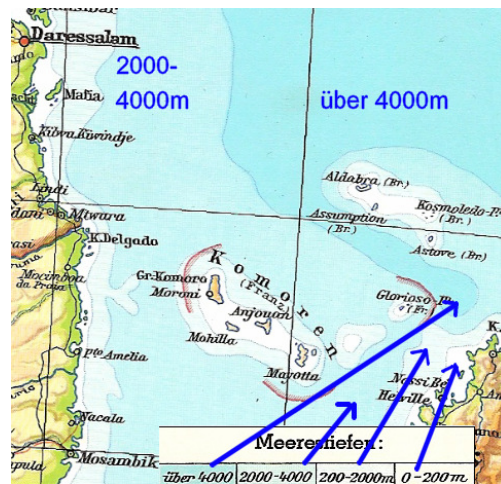 Daressalam
2000-
4000m
über 4000m
Mafia
Kilwa Kiwindje
Aldabra (Br.)
Kosmoledo-
(Br.)
Lindi
Assumption
(Br.)
Mtwara
Astove (Br.)
K. Delgado
Komoren
(Franz.)
Mocimboa
da Praia
Gr. Komoro
Moroni
Glorioso-
(Fr.)
Anjouan
Mohilla
Pto Amelia
Mayotta
Nossi Be
Helville
Nacala
Meerestiefen:
Mosambik
über 4000
2000-4000
200-2000m
0-200m